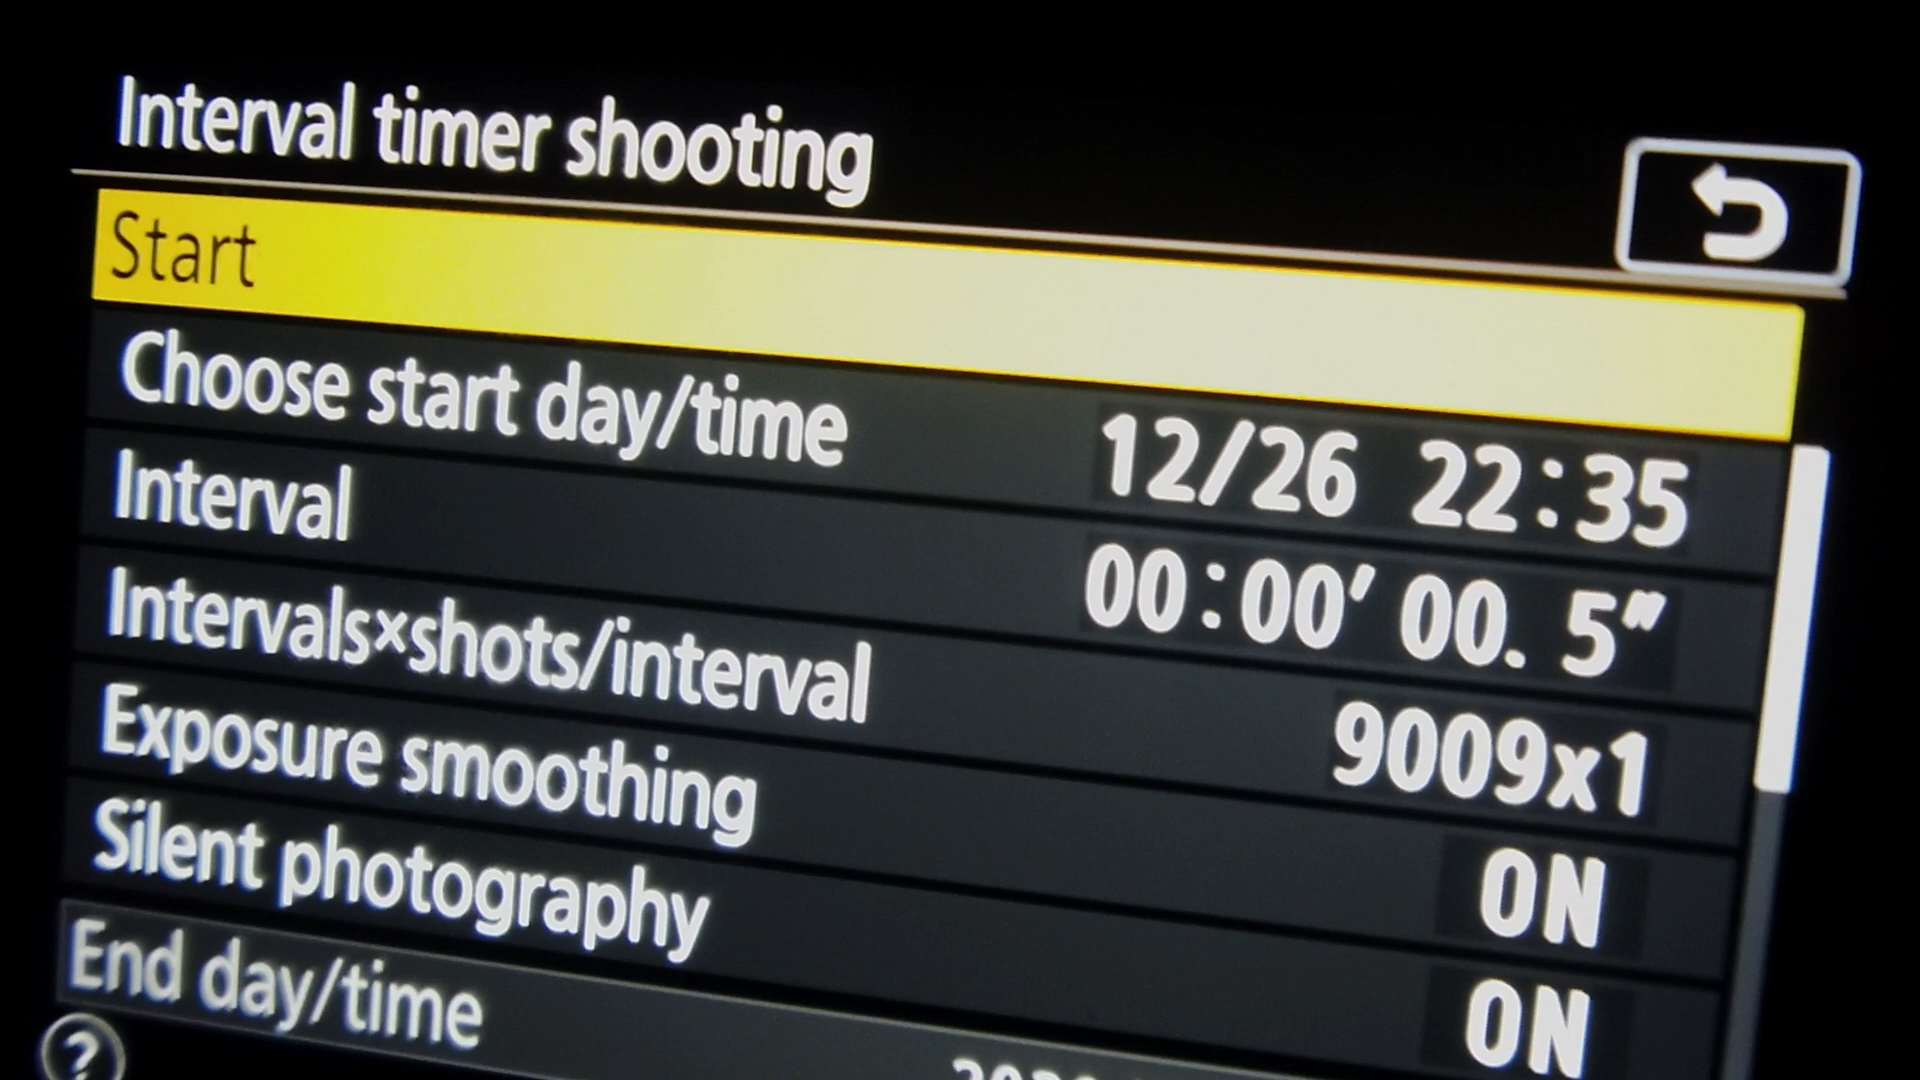 Interval timer shooting
Start
Choose start day/time 12/26 22:35
Interval 00:00′ 00. 5″
Intervals×shots/interval 9009x1
Exposure smoothing ON
Silent photography ON
End day/time
?